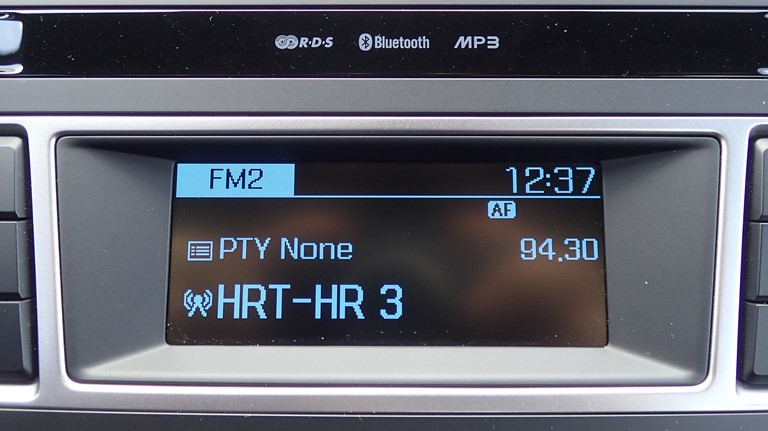 R·D·S Bluetooth MP3
FM2 12:37
AF
PTY None 94.30
HRT-HR 3